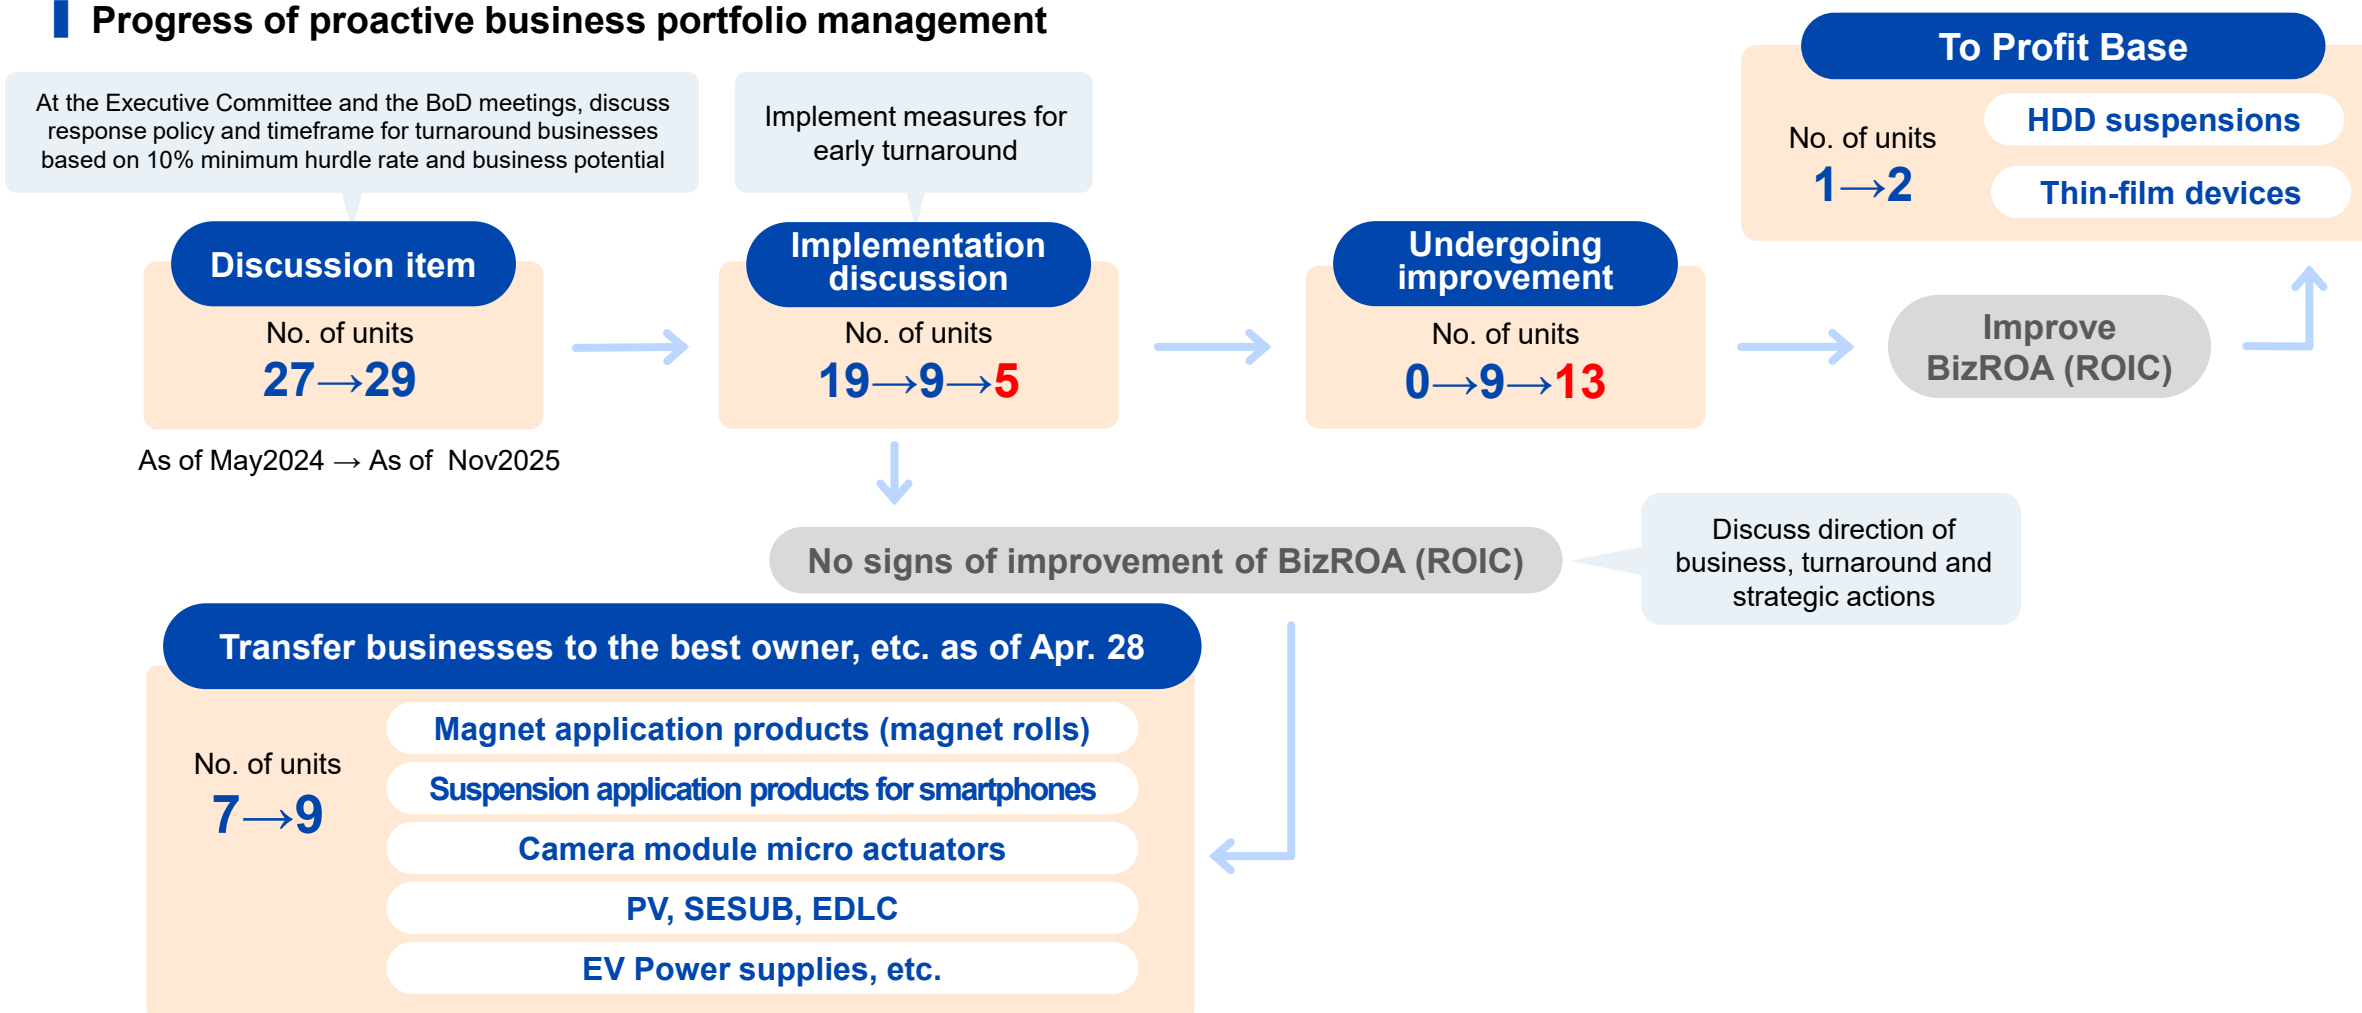 Progress of proactive business portfolio management
At the Executive Committee and the BoD meetings, discuss
response policy and timeframe for turnaround businesses
based on 10% minimum hurdle rate and business potential
Discussion item
No. of units
27→29
As of May2024 → As of  Nov2025
Implement measures for
early turnaround
Implementation
discussion
No. of units
19→9→5
Undergoing
improvement
No. of units
0→9→13
Improve
BizROA (ROIC)
To Profit Base
No. of units
1→2
HDD suspensions
Thin-film devices
No signs of improvement of BizROA (ROIC)
Discuss direction of
business, turnaround and
strategic actions
Transfer businesses to the best owner, etc. as of Apr. 28
No. of units
7→9
Magnet application products (magnet rolls)
Suspension application products for smartphones
Camera module micro actuators
PV, SESUB, EDLC
EV Power supplies, etc.